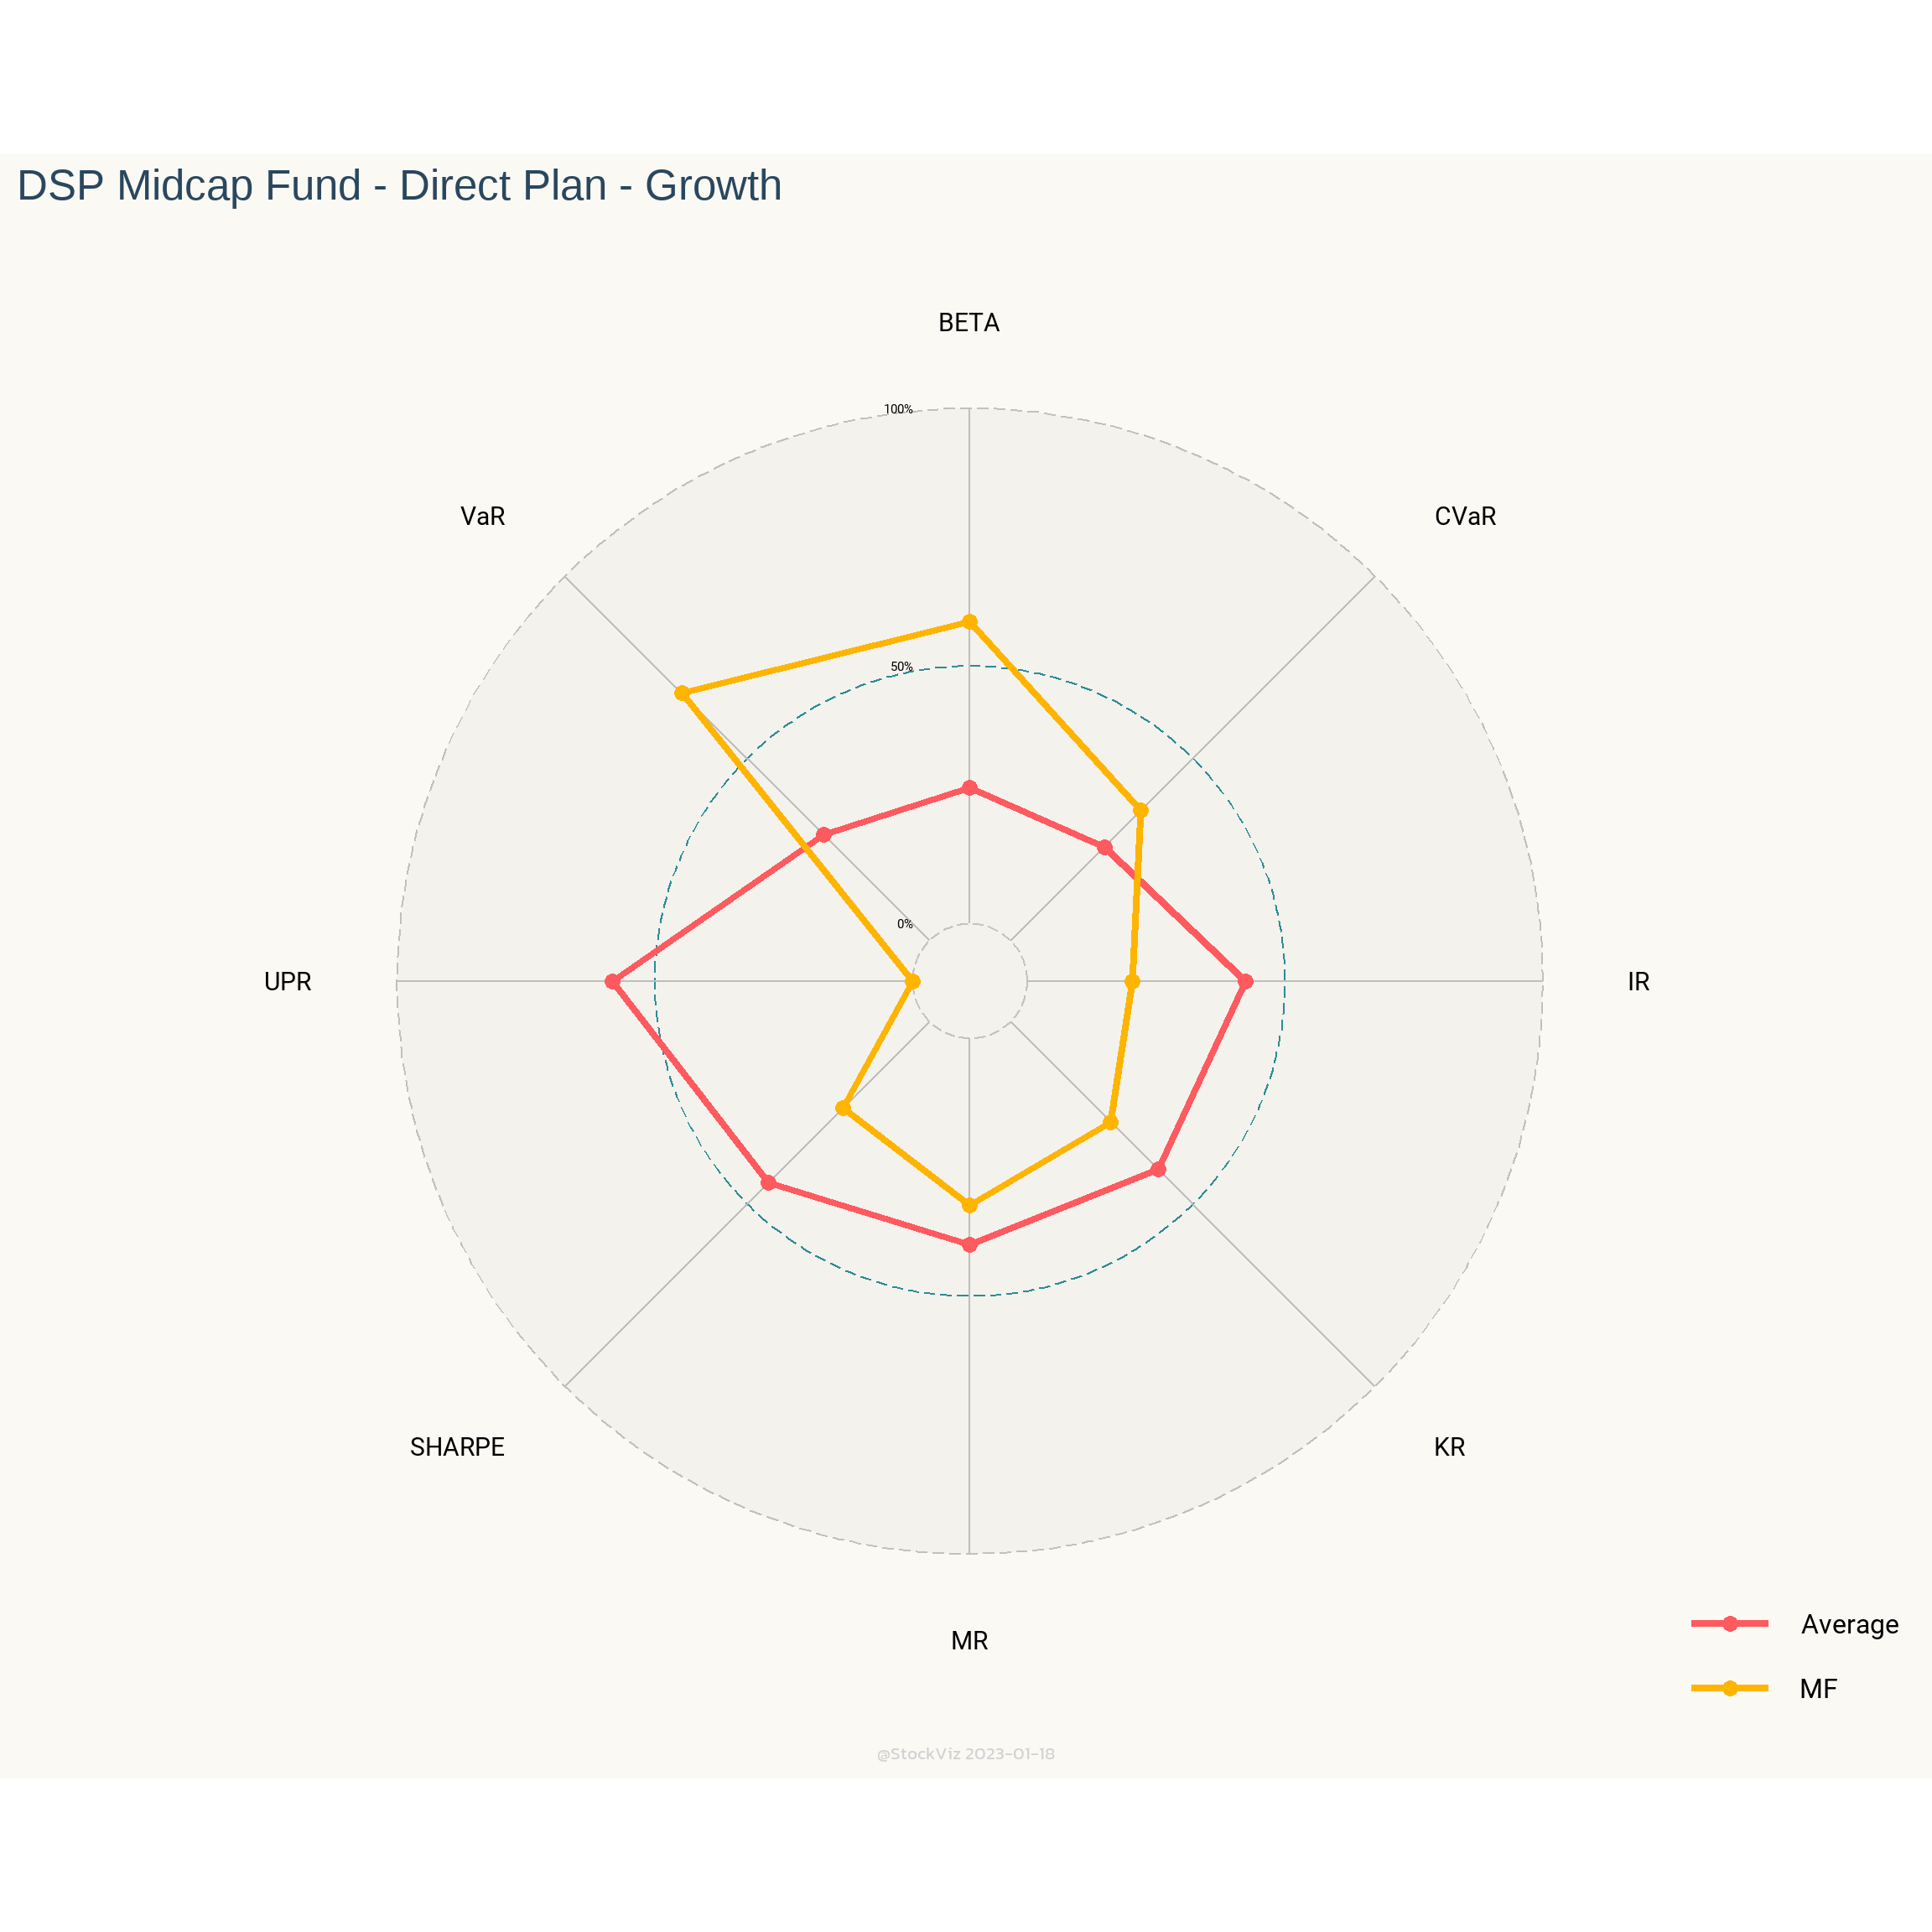 DSP Midcap Fund - Direct Plan - Growth
BETA
100%
VaR
CVaR
50%
0%
UPR
IR
SHARPE
KR
MR
Average
MF
@StockViz 2023-01-18